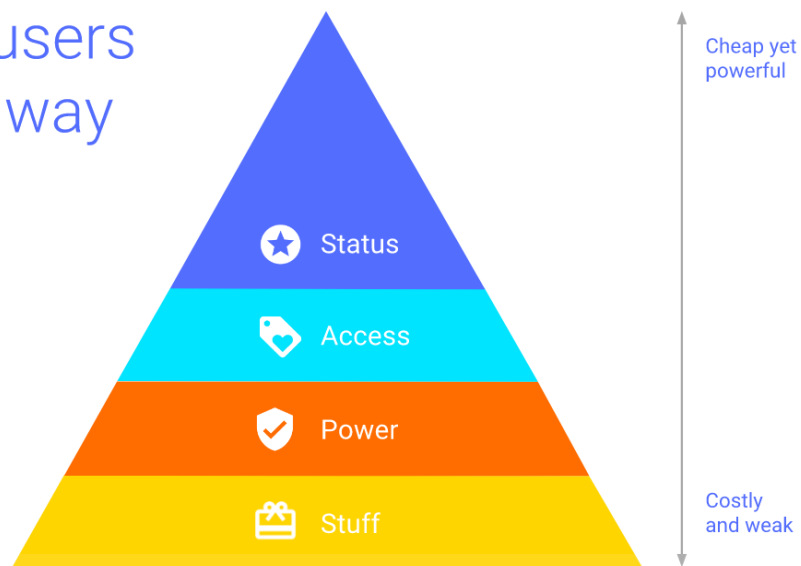 users
way
Cheap yet
powerful
Status
Access
Power
Stuff
Costly
and weak